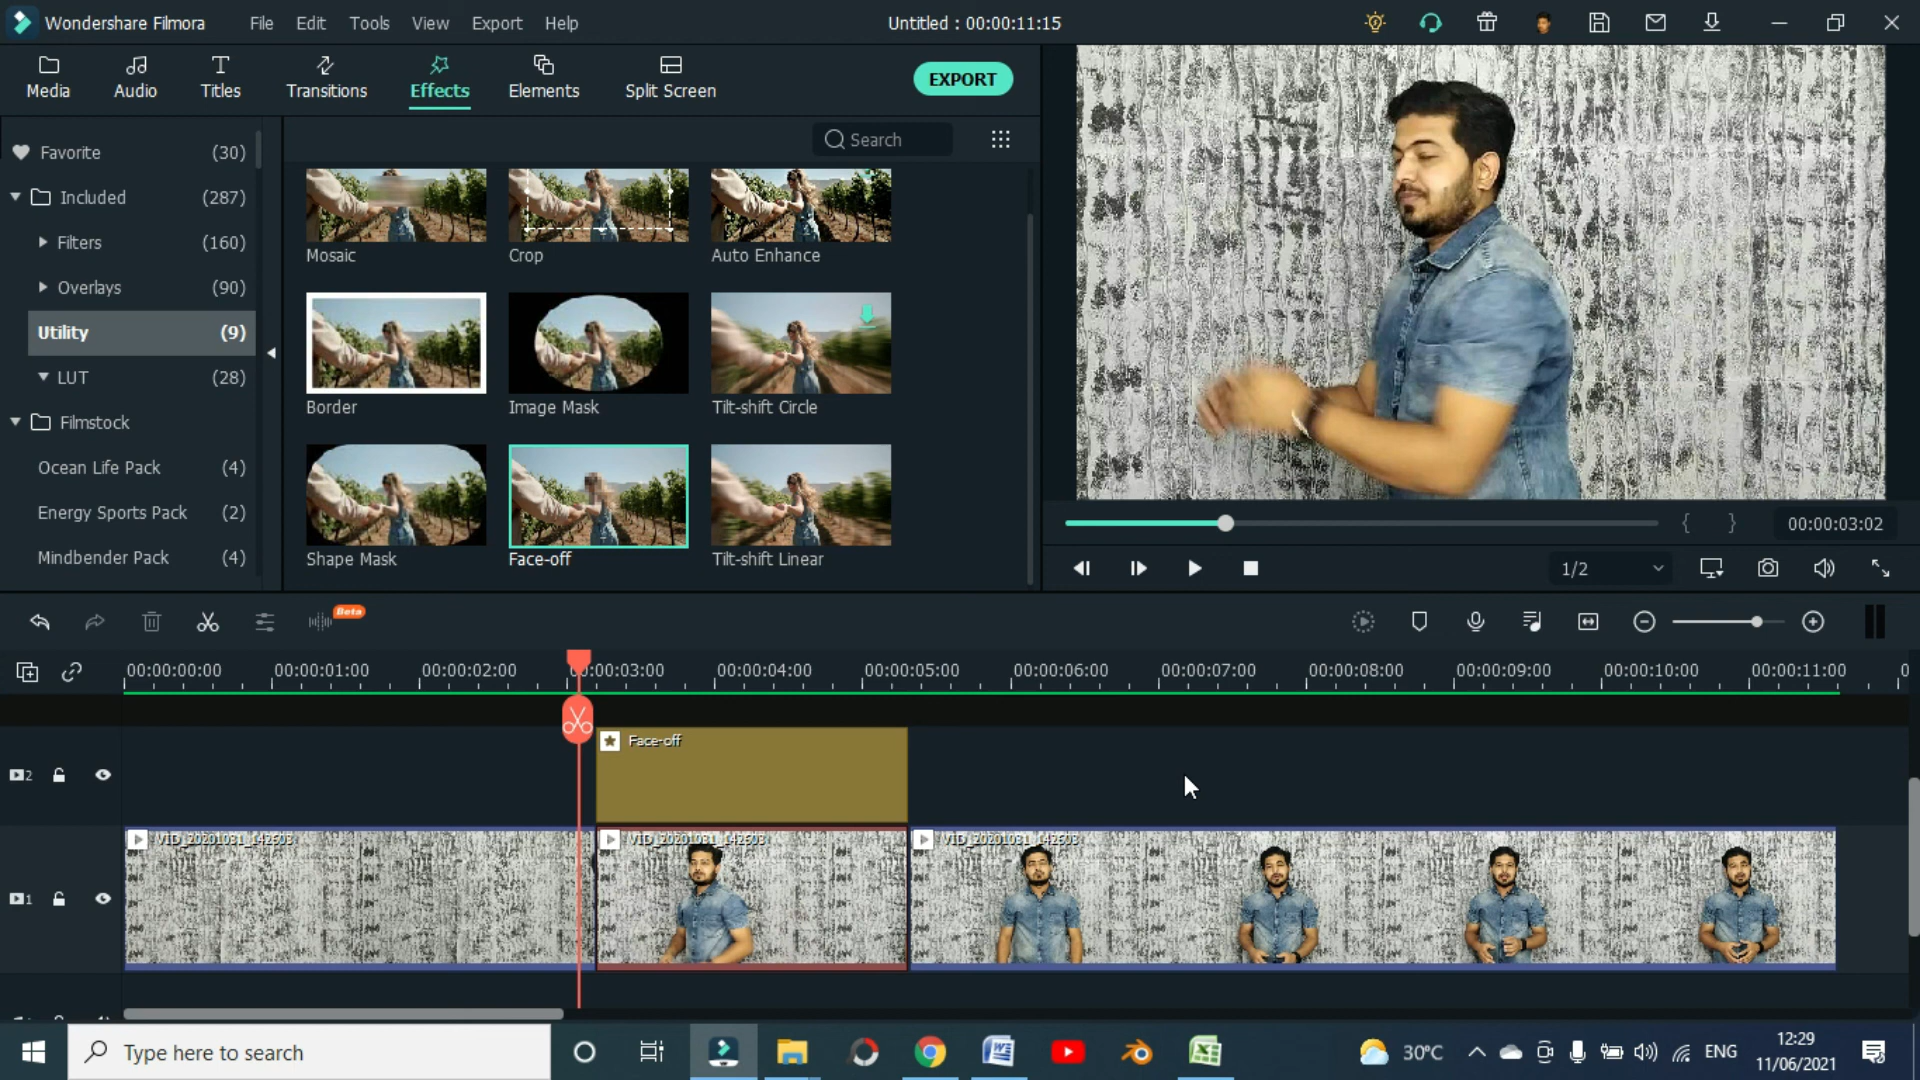 Wondershare Filmora File Edit Tools View Export Help Untitled : 00:00:11:15
Media Audio Titles Transitions Effects Elements Split Screen EXPORT
Search
Favorite (30)
Included (287)
Filters (160)
Overlays (90)
Utility (9)
LUT (28)
Filmstock
Ocean Life Pack (4)
Energy Sports Pack (2)
Mindbender Pack (4)
Mosaic Crop Auto Enhance
Border Image Mask Tilt-shift Circle
Shape Mask Face-off Tilt-shift Linear
{ } 00:00:03:02
1/2
Beta
00:00:00:00 00:00:01:00 00:00:02:00 00:00:03:00 00:00:04:00 00:00:05:00 00:00:06:00 00:00:07:00 00:00:08:00 00:00:09:00 00:00:10:00 00:00:11:00 0
2 Face-off
VID_20201031_142603 VID_20201031_142603 VID_20201031_142603
1
Type here to search
30°C ENG
12:29
11/06/2021